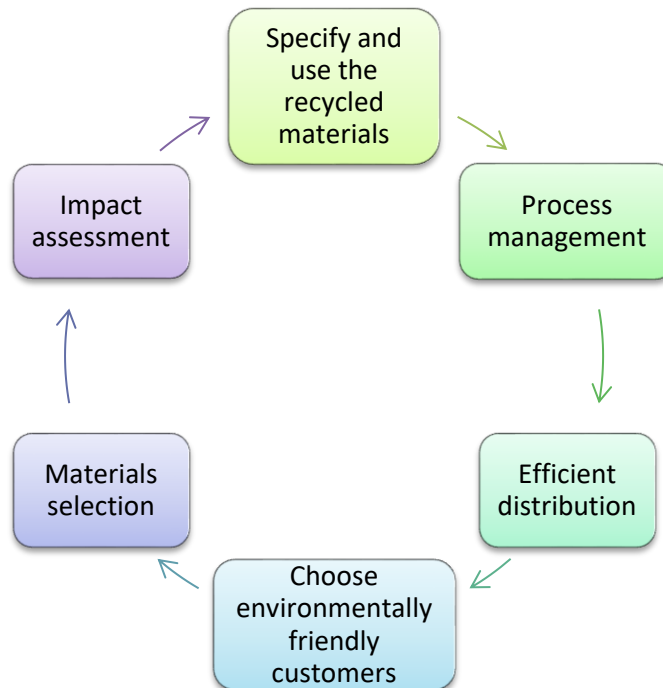 Specify and
use the
recycled
materials
Process
management
Efficient
distribution
Choose
environmentally
friendly
customers
Materials
selection
Impact
assessment